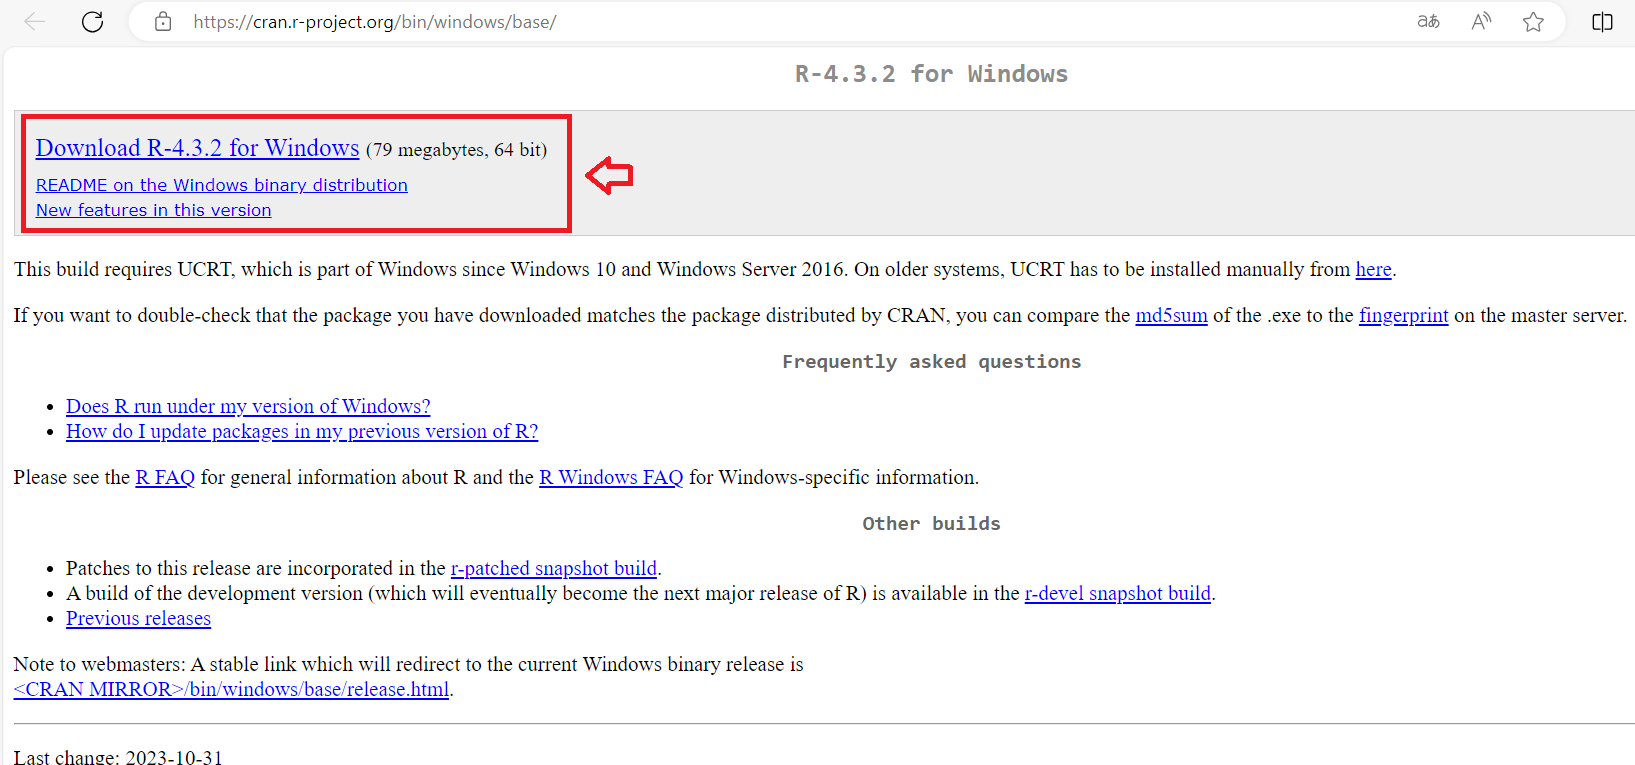 https://cran.r-project.org/bin/windows/base/
R-4.3.2 for Windows
Download R-4.3.2 for Windows (79 megabytes, 64 bit)
README on the Windows binary distribution
New features in this version
This build requires UCRT, which is part of Windows since Windows 10 and Windows Server 2016. On older systems, UCRT has to be installed manually from here.
If you want to double-check that the package you have downloaded matches the package distributed by CRAN, you can compare the md5sum of the .exe to the fingerprint on the master server.
Frequently asked questions
• Does R run under my version of Windows?
• How do I update packages in my previous version of R?
Please see the R FAQ for general information about R and the R Windows FAQ for Windows-specific information.
Other builds
• Patches to this release are incorporated in the r-patched snapshot build.
• A build of the development version (which will eventually become the next major release of R) is available in the r-devel snapshot build.
• Previous releases
Note to webmasters: A stable link which will redirect to the current Windows binary release is
<CRAN MIRROR>/bin/windows/base/release.html.
Last change: 2023-10-31